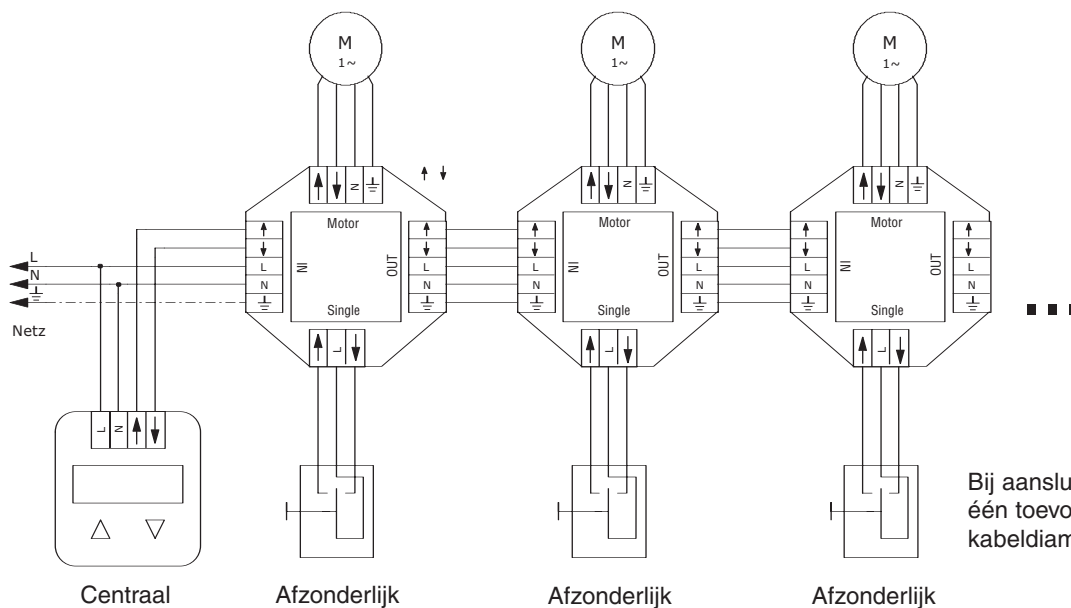 M
1~
M
1~
M
1~
N
N
N
Motor
Motor
Motor
L
N
Netz
IN
OUT
L
N
L
N
IN
OUT
L
N
L
N
IN
OUT
L
N
L
N
Single
Single
Single
L
L
L
L
N
Bij aanslu
één toevo
kabeldiam
Centraal
Afzonderlijk
Afzonderlijk
Afzonderlijk